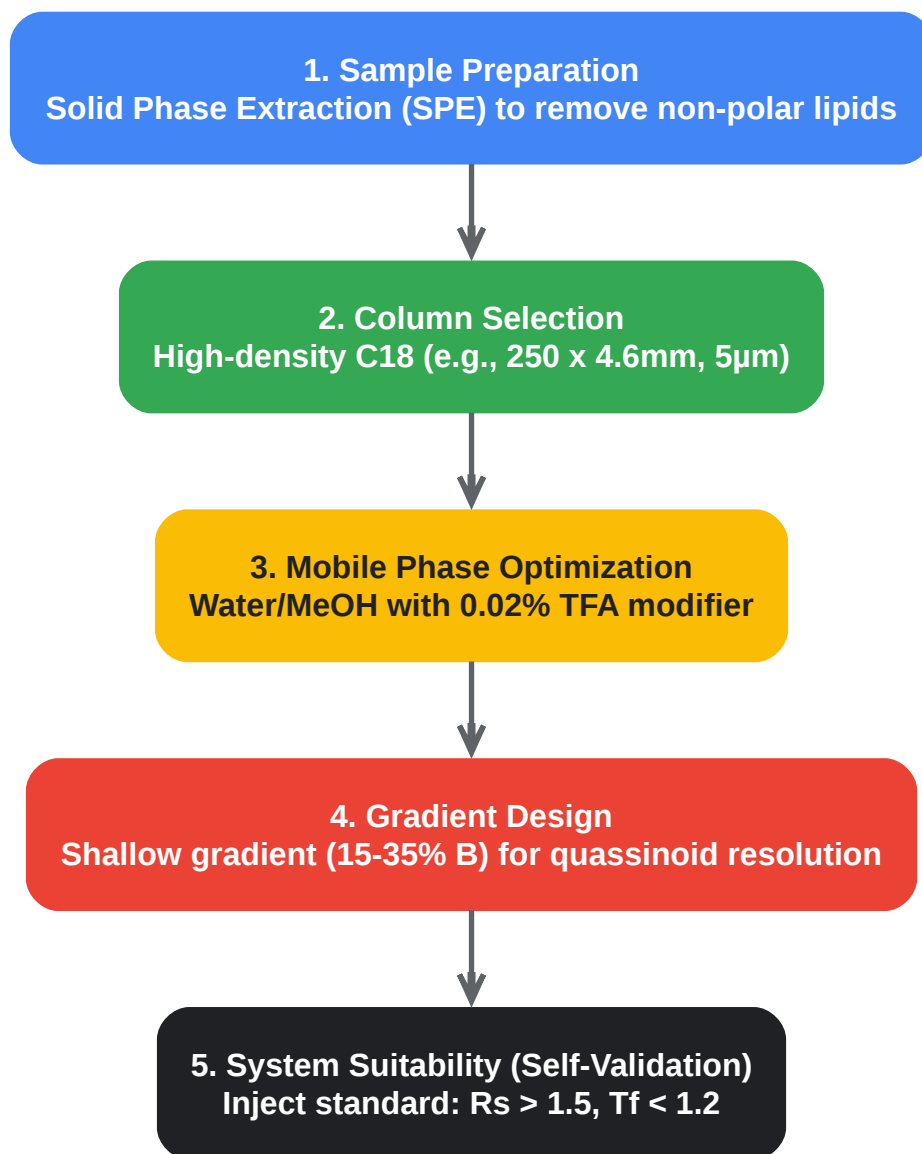 1. Sample Preparation
Solid Phase Extraction (SPE) to remove non-polar lipids
2. Column Selection
High-density C18 (e.g., 250 x 4.6mm, 5µm)
3. Mobile Phase Optimization
Water/MeOH with 0.02% TFA modifier
4. Gradient Design
Shallow gradient (15-35% B) for quassinoid resolution
5. System Suitability (Self-Validation)
Inject standard: Rs > 1.5, Tf < 1.2